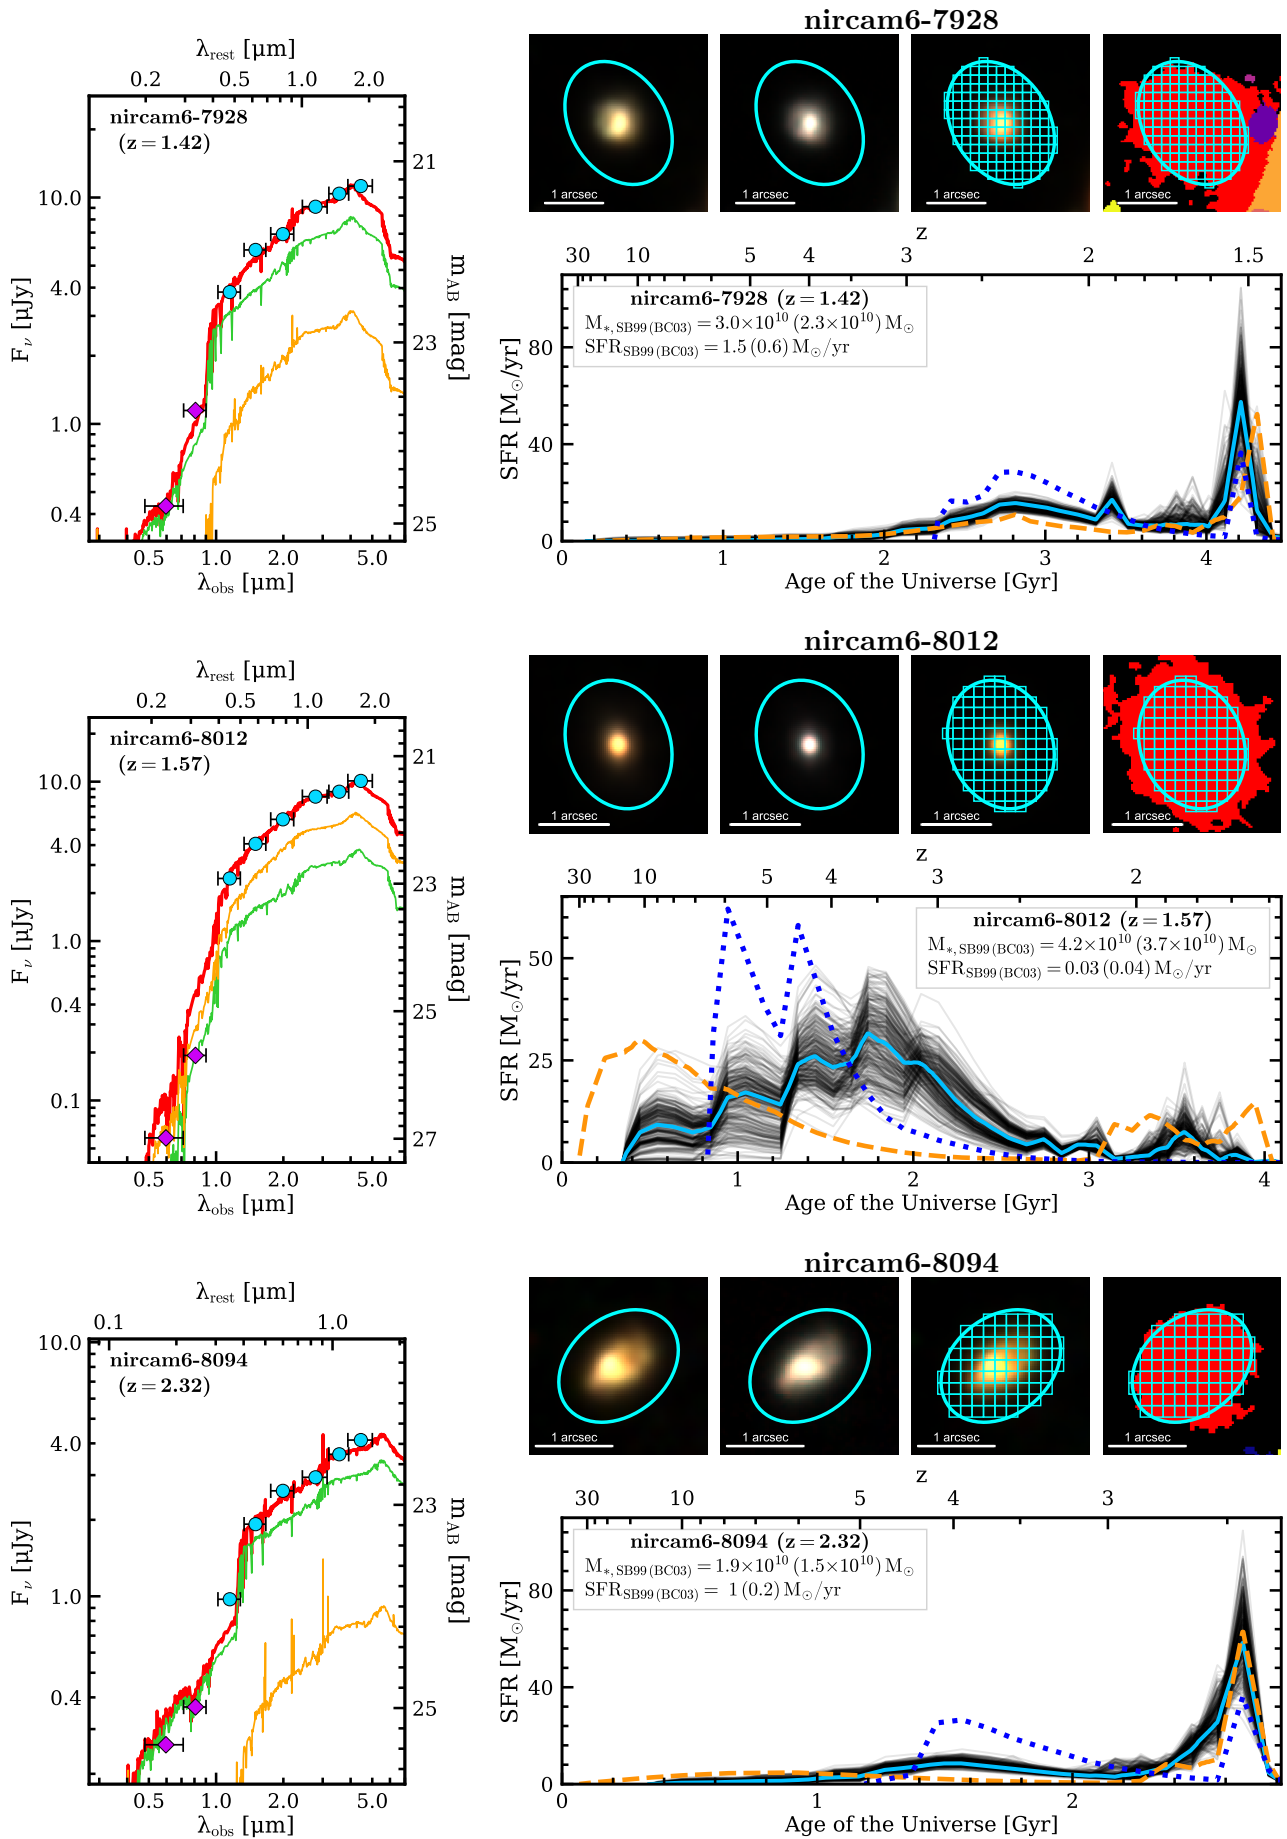 nircam6-7928
λrest [µm]
0.2 0.5 1.0 2.0
nircam6-7928
(z = 1.42)
10.0
4.0
1.0
0.4
Fν [µJy]
21
23
25
mAB [mag]
0.5 1.0 2.0 5.0
λobs [µm]
1 arcsec 1 arcsec 1 arcsec 1 arcsec
z
30 10 5 4 3 2 1.5
nircam6-7928 (z = 1.42)
M*, SB99(BC03) = 3.0×10^10 (2.3×10^10) M⊙
SFRSB99(BC03) = 1.5 (0.6) M⊙/yr
80
40
0
SFR [M⊙/yr]
0 1 2 3 4
Age of the Universe [Gyr]
nircam6-8012
λrest [µm]
0.2 0.5 1.0 2.0
nircam6-8012
(z = 1.57)
10.0
4.0
1.0
0.4
0.1
Fν [µJy]
21
23
25
27
mAB [mag]
0.5 1.0 2.0 5.0
λobs [µm]
1 arcsec 1 arcsec 1 arcsec 1 arcsec
z
30 10 5 4 3 2
nircam6-8012 (z = 1.57)
M*, SB99(BC03) = 4.2×10^10 (3.7×10^10) M⊙
SFRSB99(BC03) = 0.03 (0.04) M⊙/yr
50
25
0
SFR [M⊙/yr]
1 2 3 4
Age of the Universe [Gyr]
nircam6-8094
λrest [µm]
0.1 1.0
nircam6-8094
(z = 2.32)
10.0
4.0
1.0
0.4
Fν [µJy]
23
25
mAB [mag]
0.5 1.0 2.0 5.0
λobs [µm]
1 arcsec 1 arcsec 1 arcsec 1 arcsec
z
30 10 5 4 3
nircam6-8094 (z = 2.32)
M*, SB99(BC03) = 1.9×10^10 (1.5×10^10) M⊙
SFRSB99(BC03) = 1 (0.2) M⊙/yr
80
40
0
SFR [M⊙/yr]
0 1 2
Age of the Universe [Gyr]